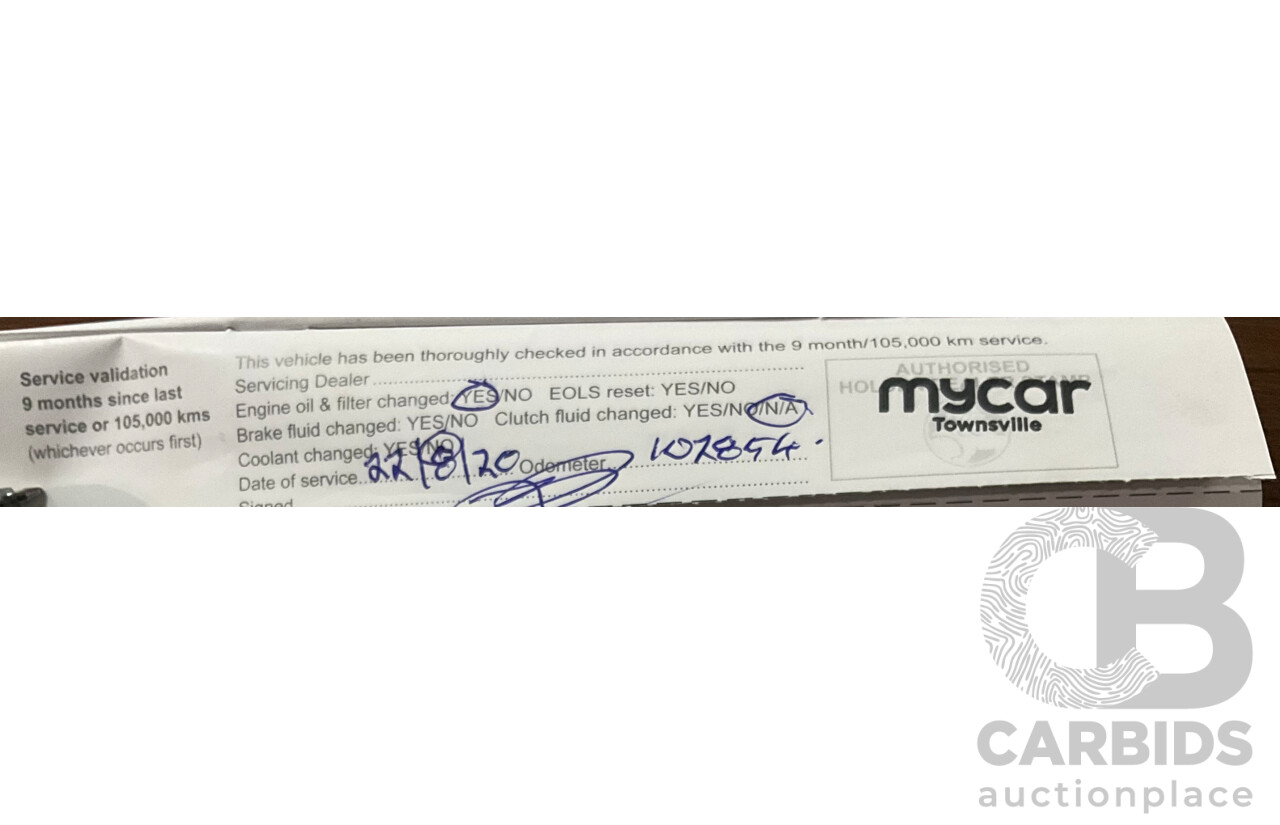 Service validation
9 months since last
service or 105,000 kms
(whichever occurs first)
This vehicle has been thoroughly checked in accordance with the 9 month/105,000 km service.
Servicing Dealer
Engine oil & filter changed: YES/NO EOLS reset: YES/NO
Brake fluid changed: YES/NO Clutch fluid changed: YES/NO/N/A
Coolant changed: YES/NO
Date of service 22/8/20 Odometer 107854
Signed
AUTHORISED
mycar
Townsville
CB
CARBIDS
auctionplace